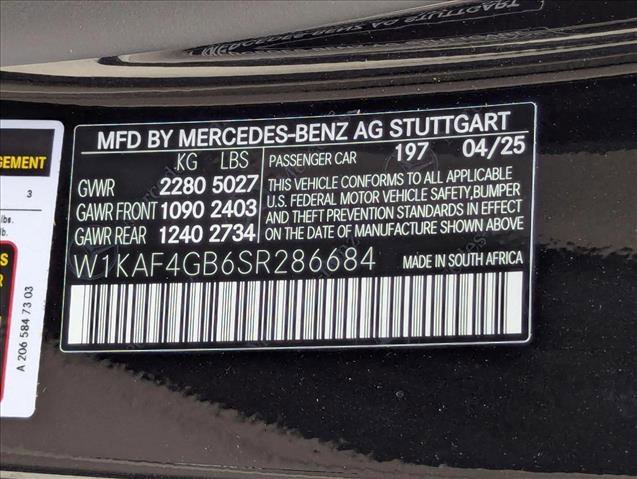 MFD BY MERCEDES-BENZ AG STUTTGART
KG LBS
PASSENGER CAR 197 04/25
GVWR 2280 5027
GAWR FRONT 1090 2403
GAWR REAR 1240 2734
THIS VEHICLE CONFORMS TO ALL APPLICABLE
U.S. FEDERAL MOTOR VEHICLE SAFETY, BUMPER
AND THEFT PREVENTION STANDARDS IN EFFECT
ON THE DATE OF MANUFACTURE SHOWN ABOVE.
W1KAF4GB6SR286684
MADE IN SOUTH AFRICA
AGEMENT
3
lbs.
lb.
A 206 584 73 03